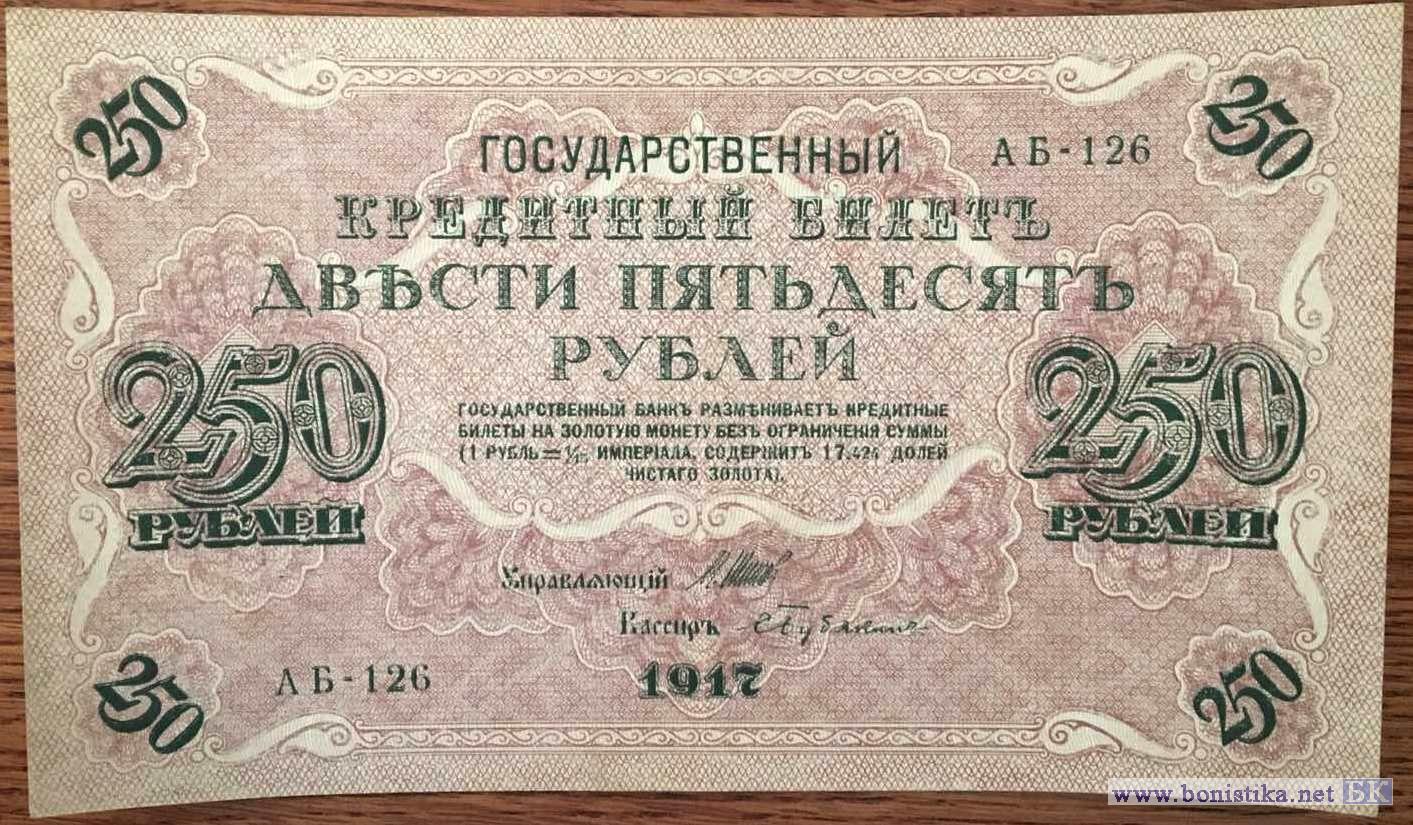 250
250
ГОСУДАРСТВЕННЫЙ
АБ-126
КРЕДИТНЫЙ БИЛЕТЪ
ДВѢСТИ ПЯТЬДЕСЯТЪ
РУБЛЕЙ
250
РУБЛЕЙ
250
РУБЛЕЙ
ГОСУДАРСТВЕННЫЙ БАНКЪ РАЗМѢНИВАЕТЪ КРЕДИТНЫЕ
БИЛЕТЫ НА ЗОЛОТУЮ МОНЕТУ БЕЗЪ ОГРАНИЧЕНІЯ СУММЫ
(1 РУБЛЬ = 1/15 ИМПЕРІАЛА, СОДЕРЖИТЪ 17.424 ДОЛЕЙ
ЧИСТАГО ЗОЛОТА).
Управляющій
Кассиръ
1917
АБ-126
250
250
www.bonistika.net БК